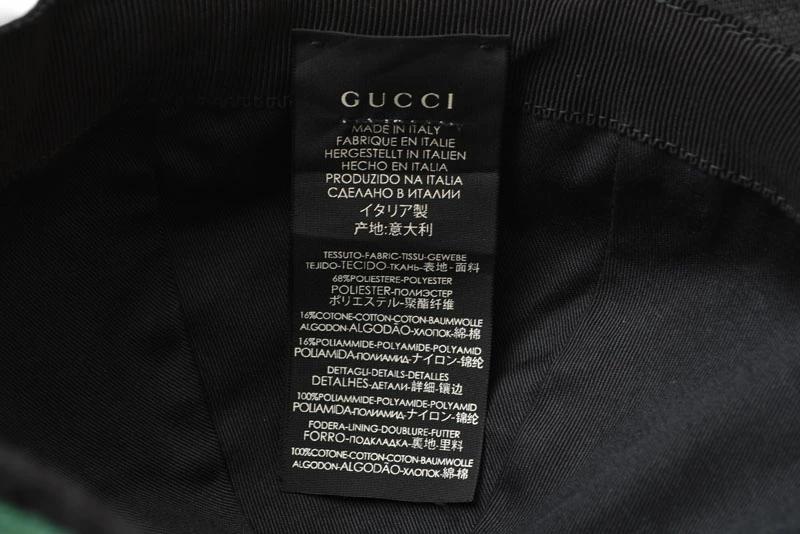 GUCCI
MADE IN ITALY
FABRIQUE EN ITALIE
HERGESTELLT IN ITALIEN
HECHO EN ITALIA
PRODUZIDO NA ITALIA
СДЕЛАНО В ИТАЛИИ
イタリア製
产地:意大利
TESSUTO-FABRIC-TISSU-GEWEBE
TEJIDO-TECIDO-ТКАНЬ-表地-面料
68%POLIESTERE-POLYESTER
POLIESTER-ПОЛИЭСТЕР
ポリエステル-聚酯纤维
16%COTONE-COTTON-COTON-BAUMWOLLE
ALGODON-ALGODÃO-ХЛОПОК-綿-棉
16%POLIAMMIDE-POLYAMIDE-POLYAMID
POLIAMIDA-ПОЛИАМИД-ナイロン-锦纶
DETTAGLI-DETAILS-DETALLES
DETALHES-ДЕТАЛИ-詳細-镶边
100%POLIAMMIDE-POLYAMIDE-POLYAMID
POLIAMIDA-ПОЛИАМИД-ナイロン-锦纶
FODERA-LINING-DOUBLURE-FUTTER
FORRO-ПОДКЛАДКА-裏地-里料
100%COTONE-COTTON-COTON-BAUMWOLLE
ALGODON-ALGODÃO-ХЛОПОК-綿-棉